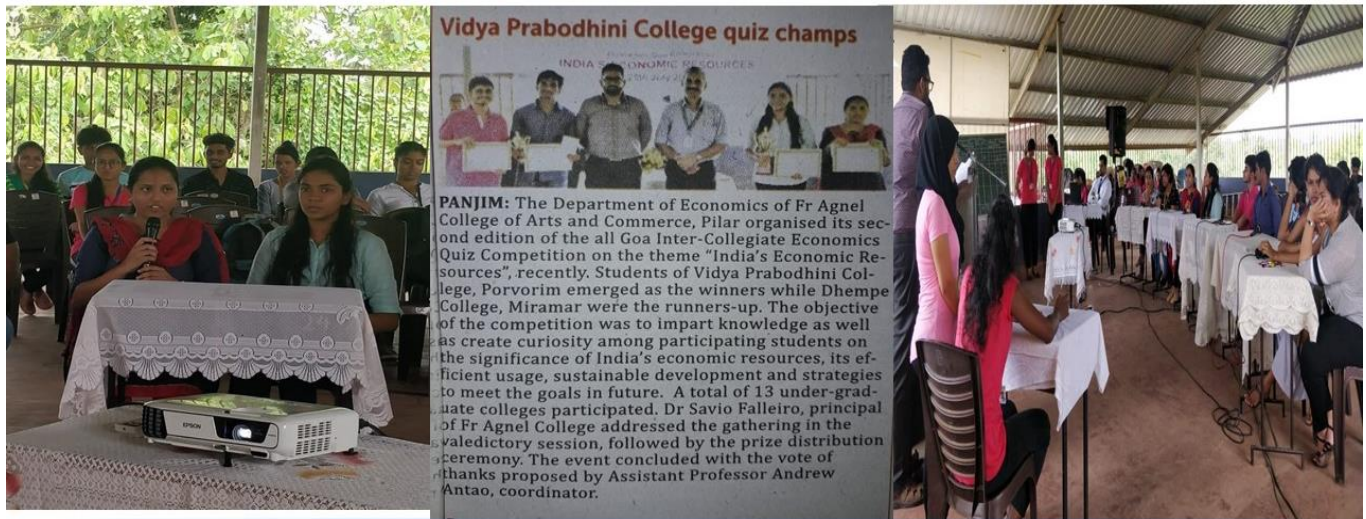 EPSON
Vidya Prabodhini College quiz champs
INDIA'S ECONOMIC RESOURCES
PANJIM: The Department of Economics of Fr Agnel
College of Arts and Commerce, Pilar organised its sec-
ond edition of the all Goa Inter-Collegiate Economics
Quiz Competition on the theme “India’s Economic Re-
sources”, recently. Students of Vidya Prabodhini Col-
lege, Porvorim emerged as the winners while Dhempe
College, Miramar were the runners-up. The objective
of the competition was to impart knowledge as well
as create curiosity among participating students on
the significance of India’s economic resources, its ef-
ficient usage, sustainable development and strategies
to meet the goals in future. A total of 13 under-grad-
uate colleges participated. Dr Savio Falleiro, principal
of Fr Agnel College addressed the gathering in the
valedictory session, followed by the prize distribution
ceremony. The event concluded with the vote of
thanks proposed by Assistant Professor Andrew
Antao, coordinator.